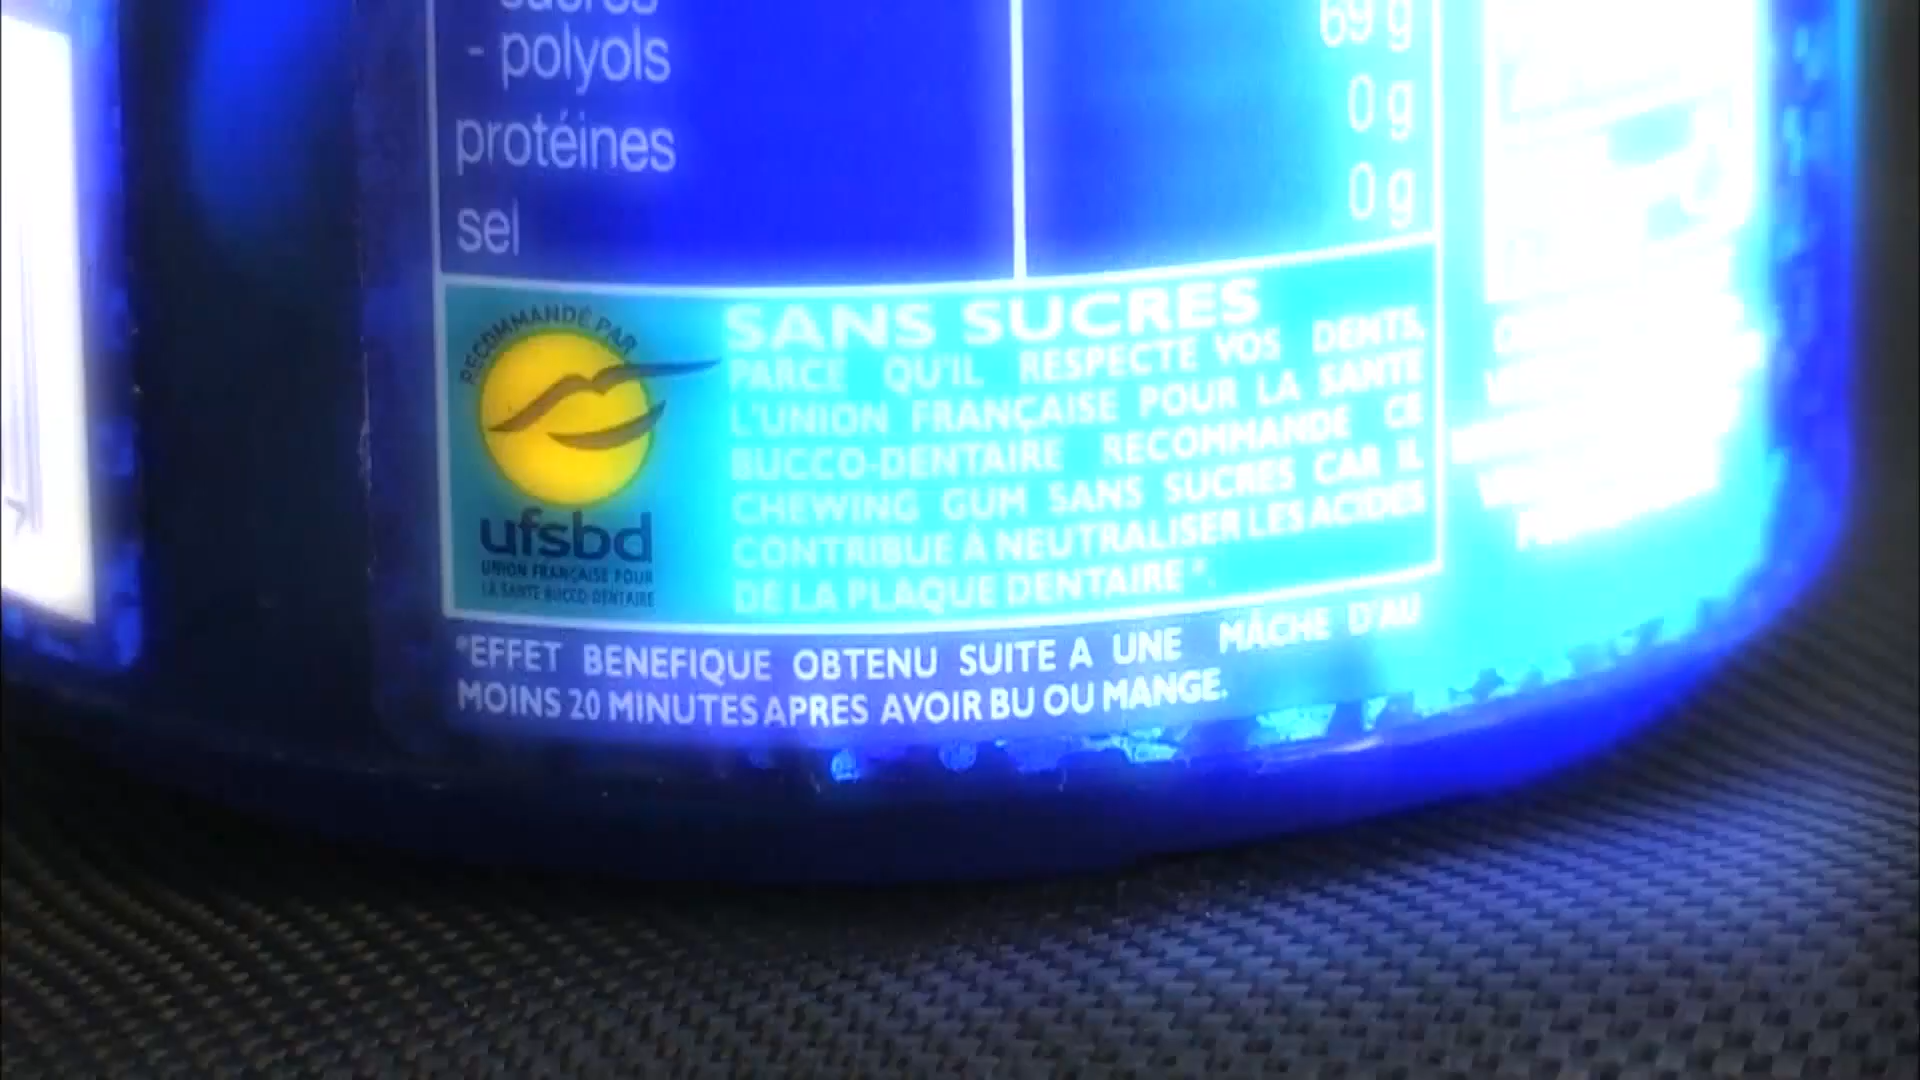 sucres
- polyols
protéines
sel
69 g
0 g
0 g
RECOMMANDÉ PAR
ufsbd
UNION FRANÇAISE POUR
LA SANTE BUCCO-DENTAIRE
SANS SUCRES
PARCE QU'IL RESPECTE VOS DENTS,
L'UNION FRANÇAISE POUR LA SANTE
BUCCO-DENTAIRE RECOMMANDE CE
CHEWING GUM SANS SUCRES CAR IL
CONTRIBUE À NEUTRALISER LES ACIDES
DE LA PLAQUE DENTAIRE*.
*EFFET BENEFIQUE OBTENU SUITE A UNE MÂCHE D'AU
MOINS 20 MINUTES APRES AVOIR BU OU MANGE.